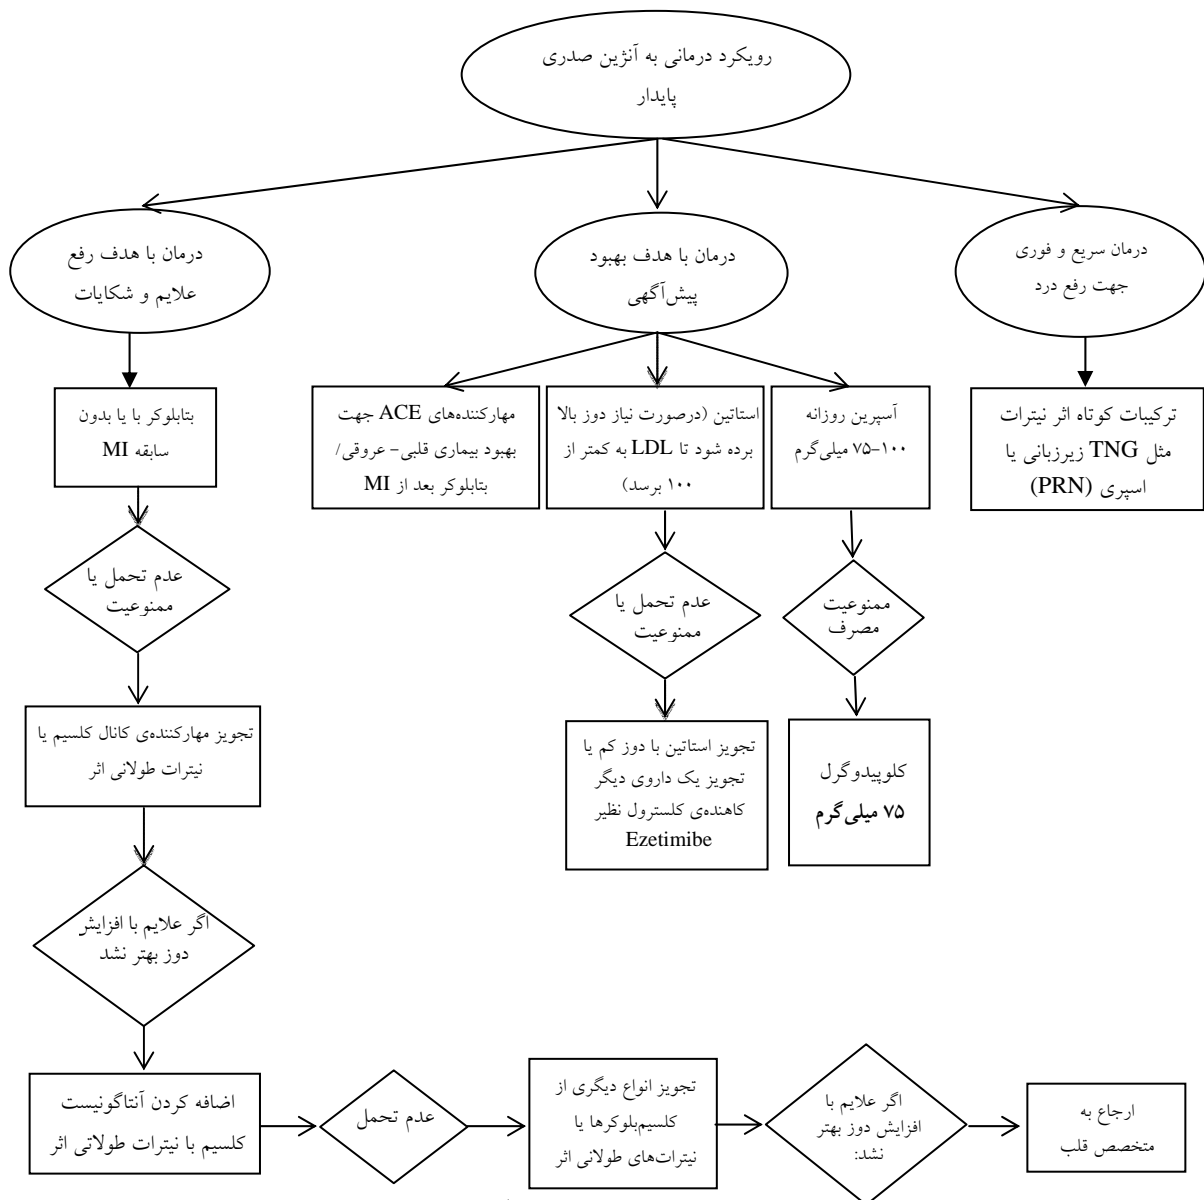 رویکرد درمانی به آنژین صدری
پایدار
درمان سریع و فوری
جهت رفع درد
درمان با هدف بهبود
پیش‌آگهی
درمان با هدف رفع
علایم و شکایات
ترکیبات کوتاه اثر نیترات
مثل TNG زیرزبانی یا
اسپری (PRN)
آسپرین روزانه
۷۵-۱۰۰ میلی‌گرم
استاتین (درصورت نیاز دوز بالا
برده شود تا LDL به کمتر از
۱۰۰ برسد)
مهارکننده‌های ACE جهت
بهبود بیماری قلبی- عروقی/
بتابلوکر بعد از MI
بتابلوکر با یا بدون
سابقه MI
ممنوعیت
مصرف
عدم تحمل یا
ممنوعیت
عدم تحمل یا
ممنوعیت
کلوپیدوگرل
۷۵ میلی‌گرم
تجویز استاتین با دوز کم یا
تجویز یک داروی دیگر
کاهنده‌ی کلسترول نظیر
Ezetimibe
تجویز مهارکننده‌ی کانال کلسیم یا
نیترات طولانی اثر
اگر علایم با افزایش
دوز بهتر نشد
اضافه کردن آنتاگونیست
کلسیم با نیترات طولاتی اثر
عدم تحمل
تجویز انواع دیگری از
کلسیم‌بلوکرها یا
نیترات‌های طولانی اثر
اگر علایم با
افزایش دوز بهتر
نشد:
ارجاع به
متخصص قلب